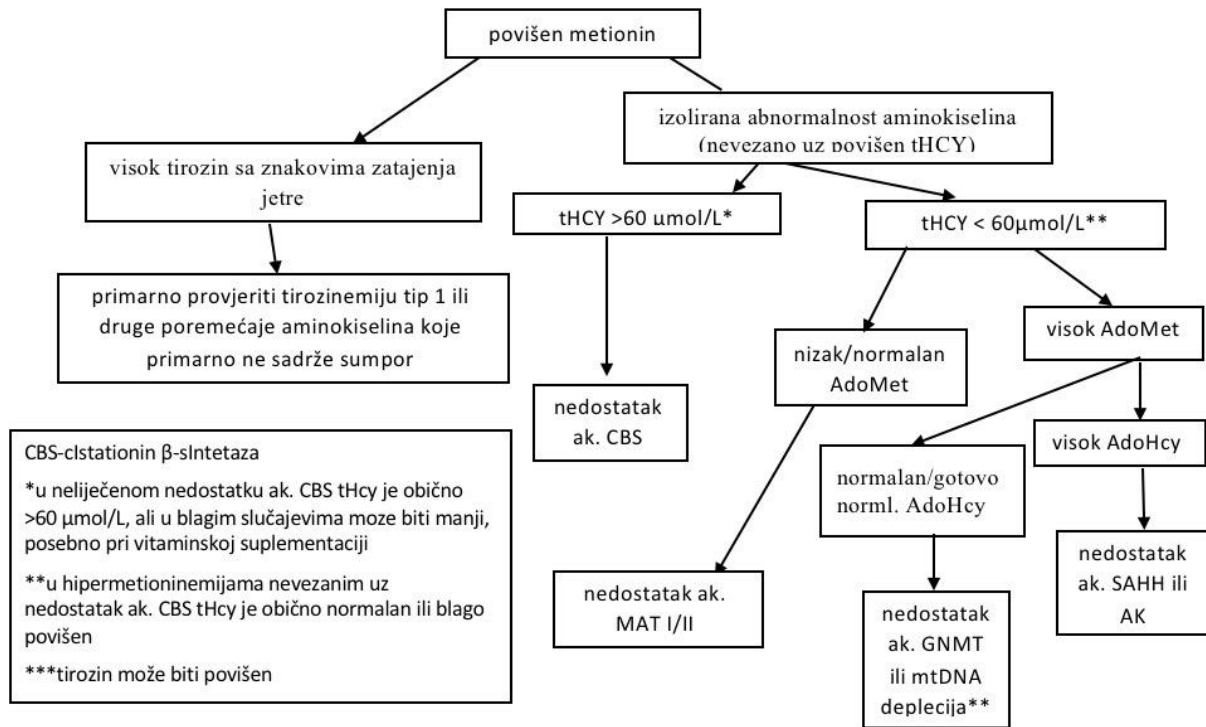 povišen metionin
izolirana abnormalnost aminokiselina
(nevezano uz povišen tHCY)
visok tirozin sa znakovima zatajenja
jetre
tHCY >60 µmol/L*
tHCY < 60µmol/L**
primarno provjeriti tirozinemiju tip 1 ili
druge poremećaje aminokiselina koje
primarno ne sadrže sumpor
nizak/normalan
AdoMet
visok AdoMet
nedostatak
ak. CBS
visok AdoHcy
normalan/gotovo
norml. AdoHcy
CBS-cIstationin β-sIntetaza
*u neliječenom nedostatku ak. CBS tHcy je obično
>60 µmol/L, ali u blagim slučajevima moze biti manji,
posebno pri vitaminskoj suplementaciji
**u hipermetioninemijama nevezanim uz
nedostatak ak. CBS tHcy je obično normalan ili blago
povišen
***tirozin može biti povišen
nedostatak ak.
MAT I/II
nedostatak
ak. GNMT
ili mtDNA
deplecija**
nedostatak
ak. SAHH ili
AK